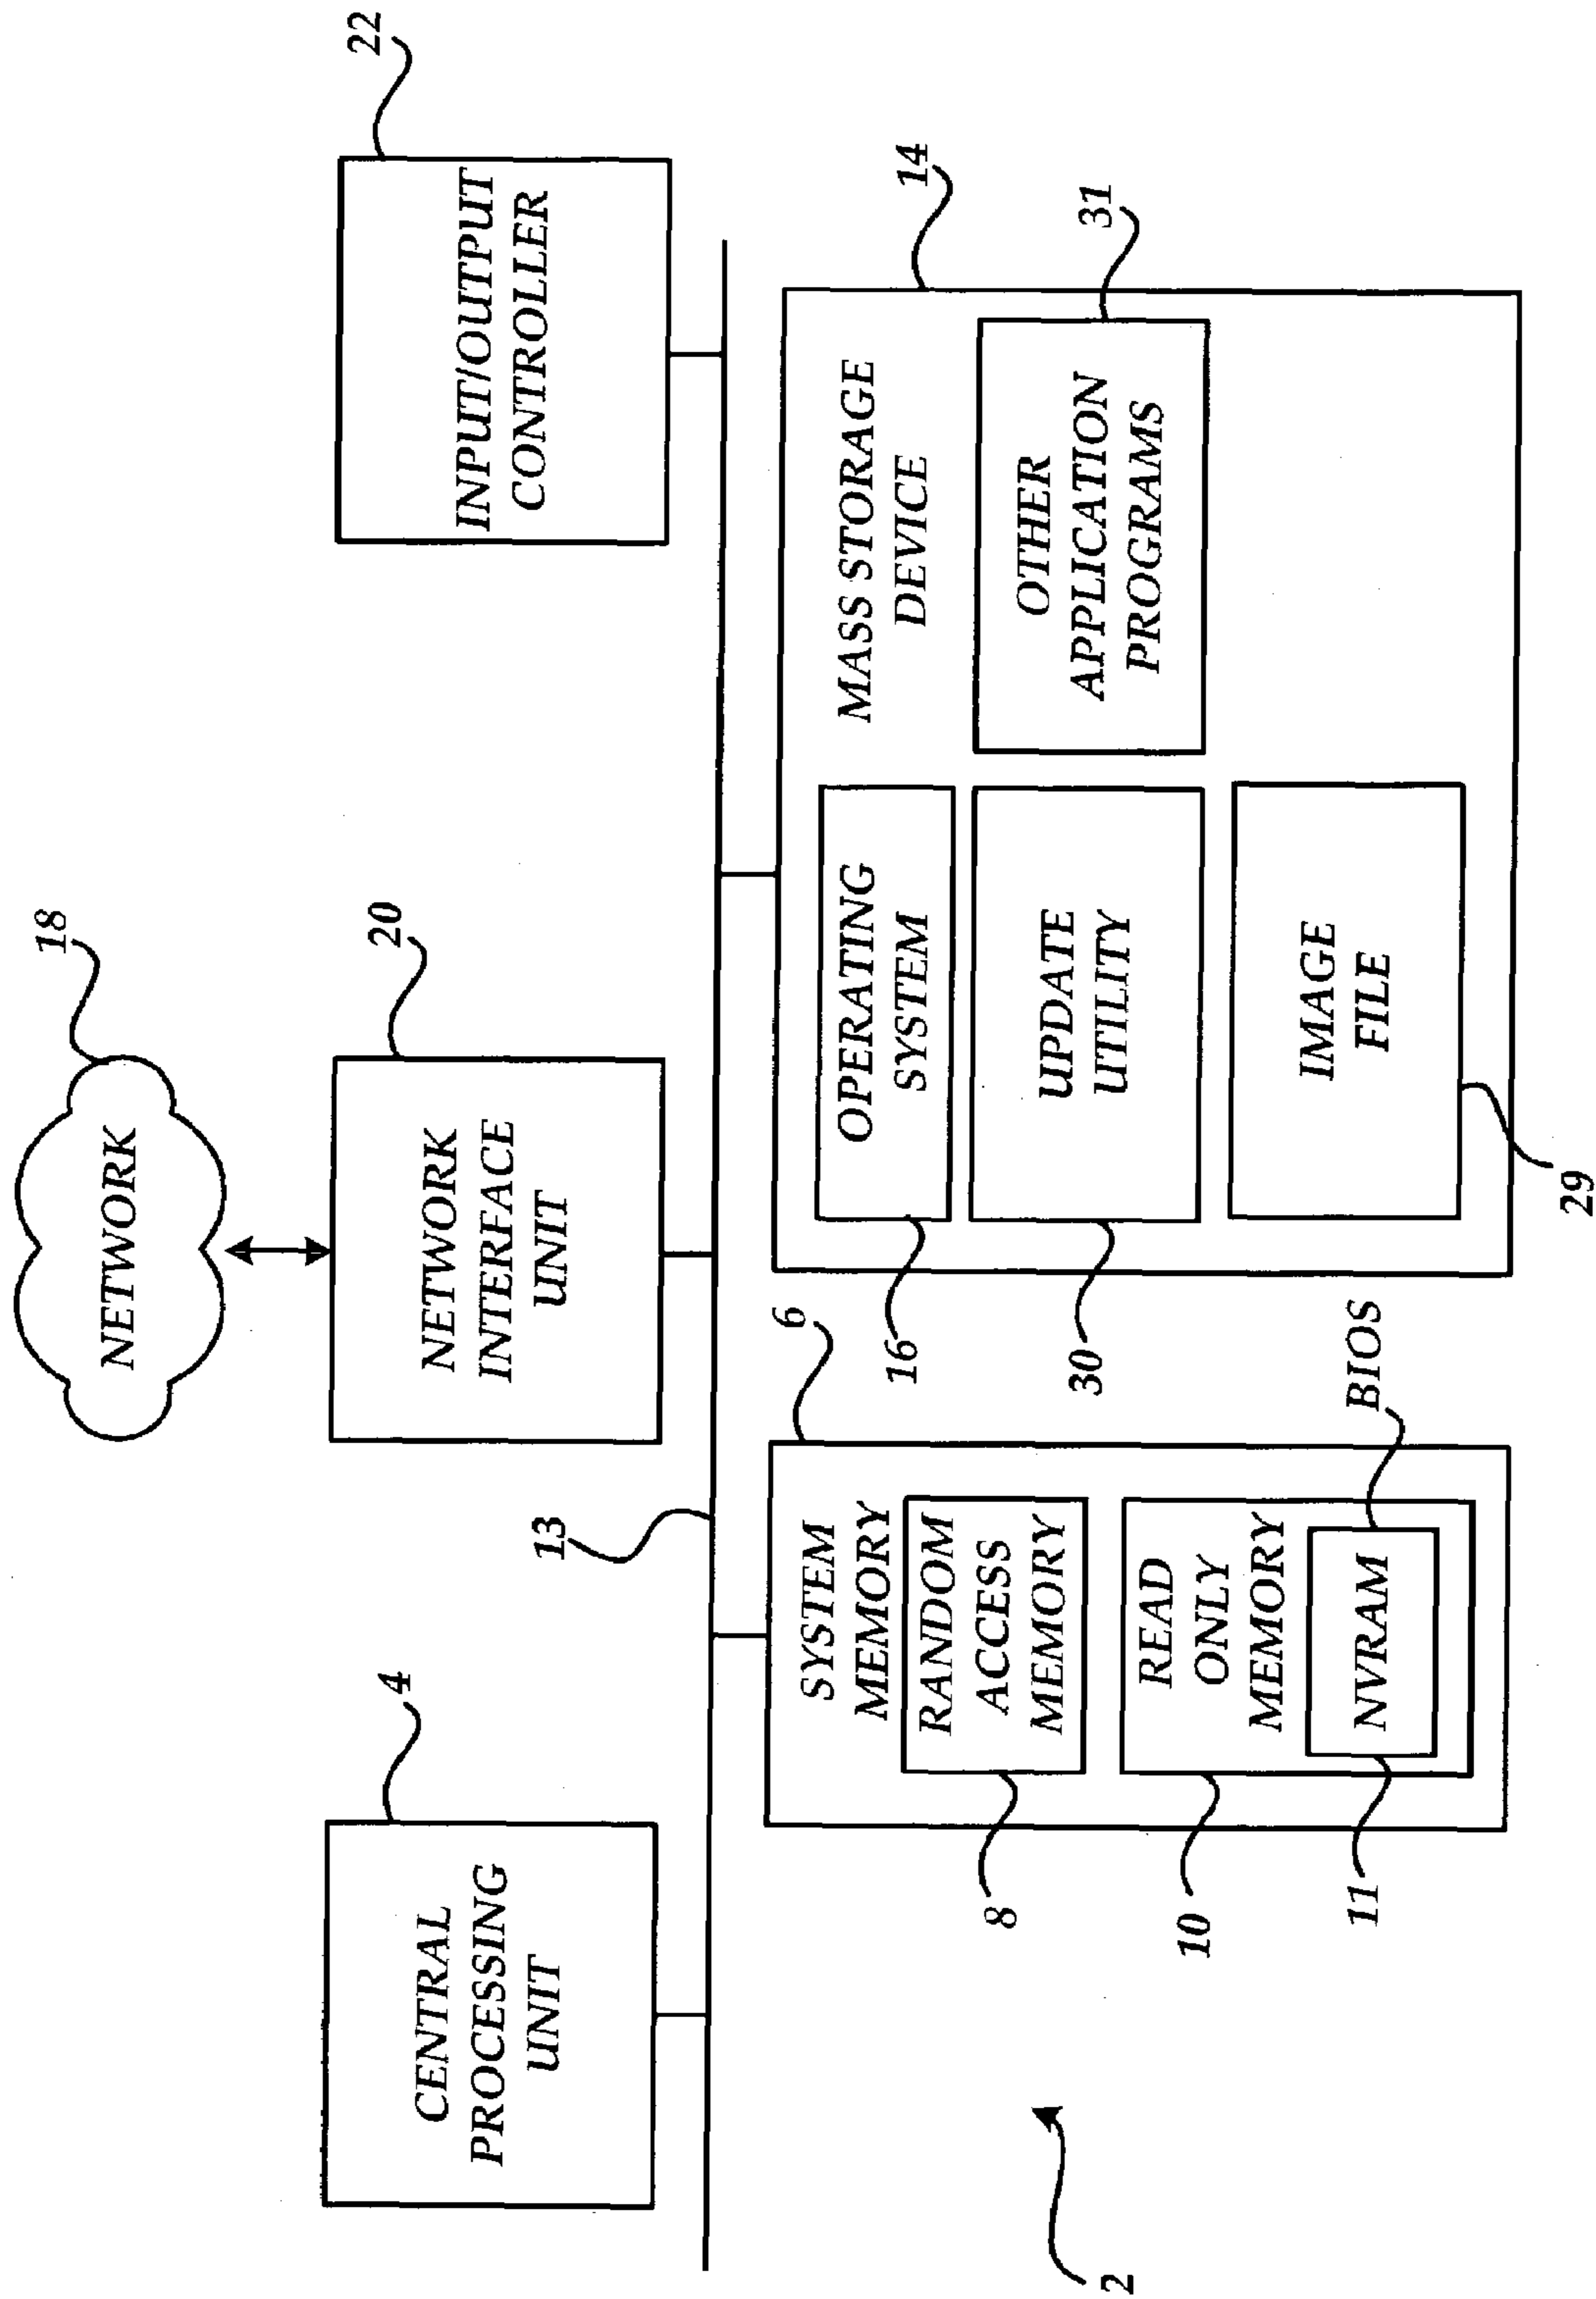 18
NETWORK
4
CENTRAL
PROCESSING
UNIT
20
NETWORK
INTERFACE
UNIT
22
INPUT/OUTPUT
CONTROLLER
13
6
SYSTEM
MEMORY
RANDOM
ACCESS
MEMORY
8
READ
ONLY
MEMORY
10
NVRAM
11
BIOS
14
MASS STORAGE
DEVICE
OPERATING
SYSTEM
16
UPDATE
UTILITY
30
OTHER
APPLICATION
PROGRAMS
31
IMAGE
FILE
29
2